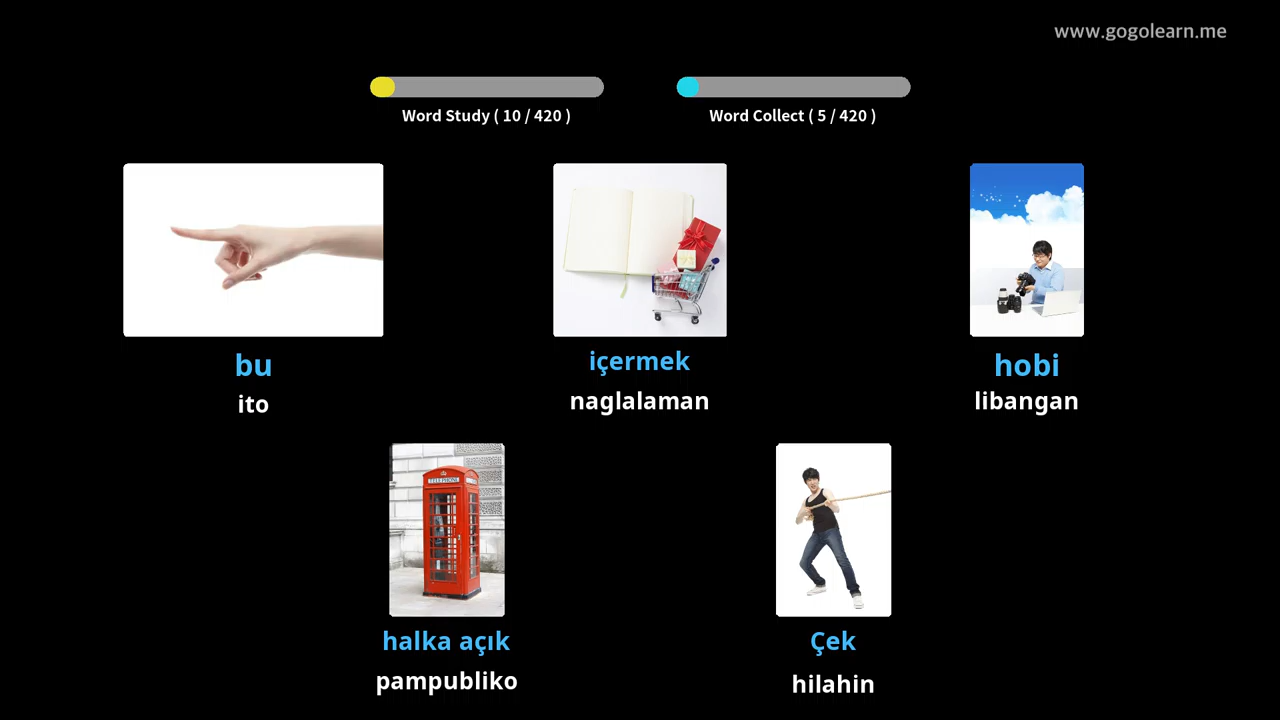 www.gogolearn.me
Word Study ( 10 / 420 )
Word Collect ( 5 / 420 )
bu
ito
içermek
naglalaman
hobi
libangan
TELEPHONE
halka açık
pampubliko
Çek
hilahin